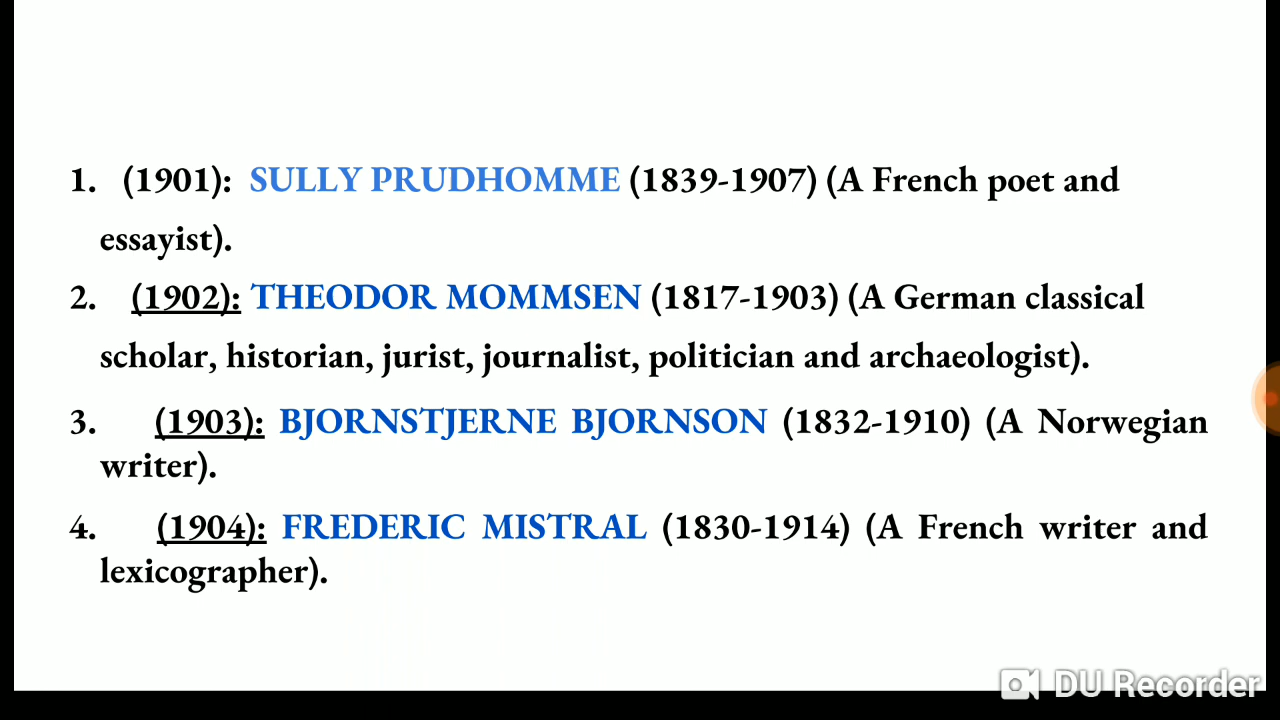 1. (1901): SULLY PRUDHOMME (1839-1907) (A French poet and
essayist).
2. (1902): THEODOR MOMMSEN (1817-1903) (A German classical
scholar, historian, jurist, journalist, politician and archaeologist).
3. (1903): BJORNSTJERNE BJORNSON (1832-1910) (A Norwegian
writer).
4. (1904): FREDERIC MISTRAL (1830-1914) (A French writer and
lexicographer).
DU Recorder